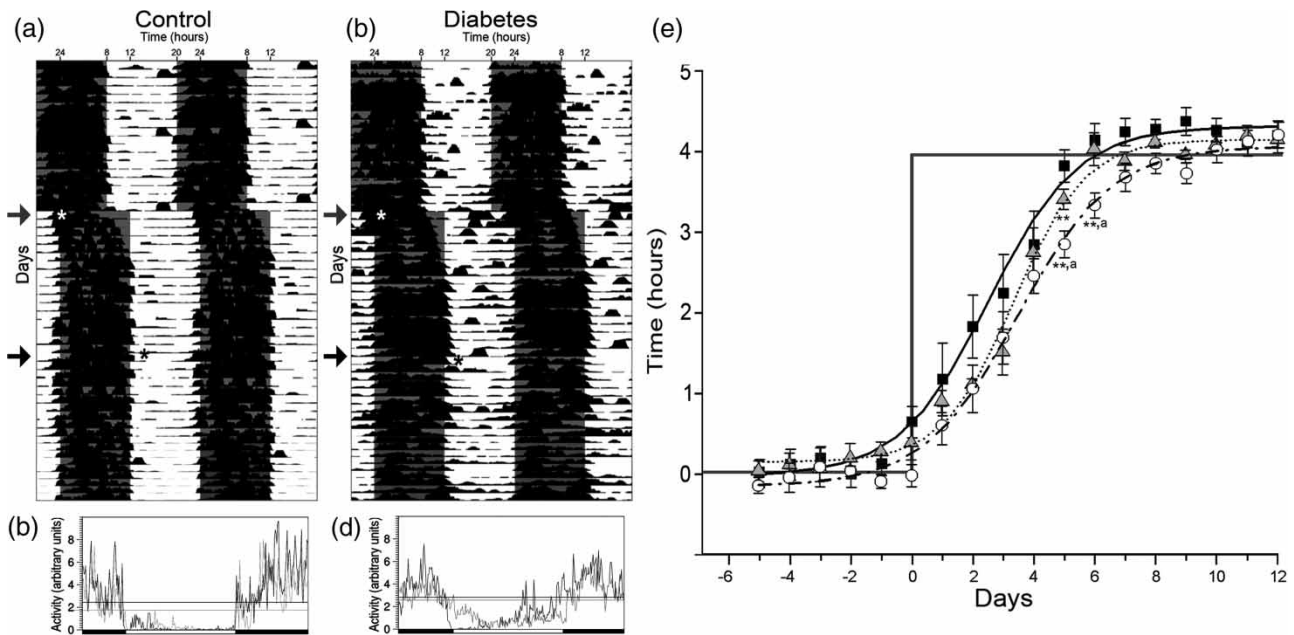 (a) Control
Time (hours)
24 8 12 20 8 12
*
Days
*
(b) Diabetes
Time (hours)
24 8 12 20 8 12
*
Days
*
(b)
Activity (arbitrary units)
8
6
4
2
0
(d)
Activity (arbitrary units)
8
6
4
2
0
(e)
Time (hours)
5
4
3
2
1
0
**
**,a
**,a
-6 -4 -2 0 2 4 6 8 10 12
Days